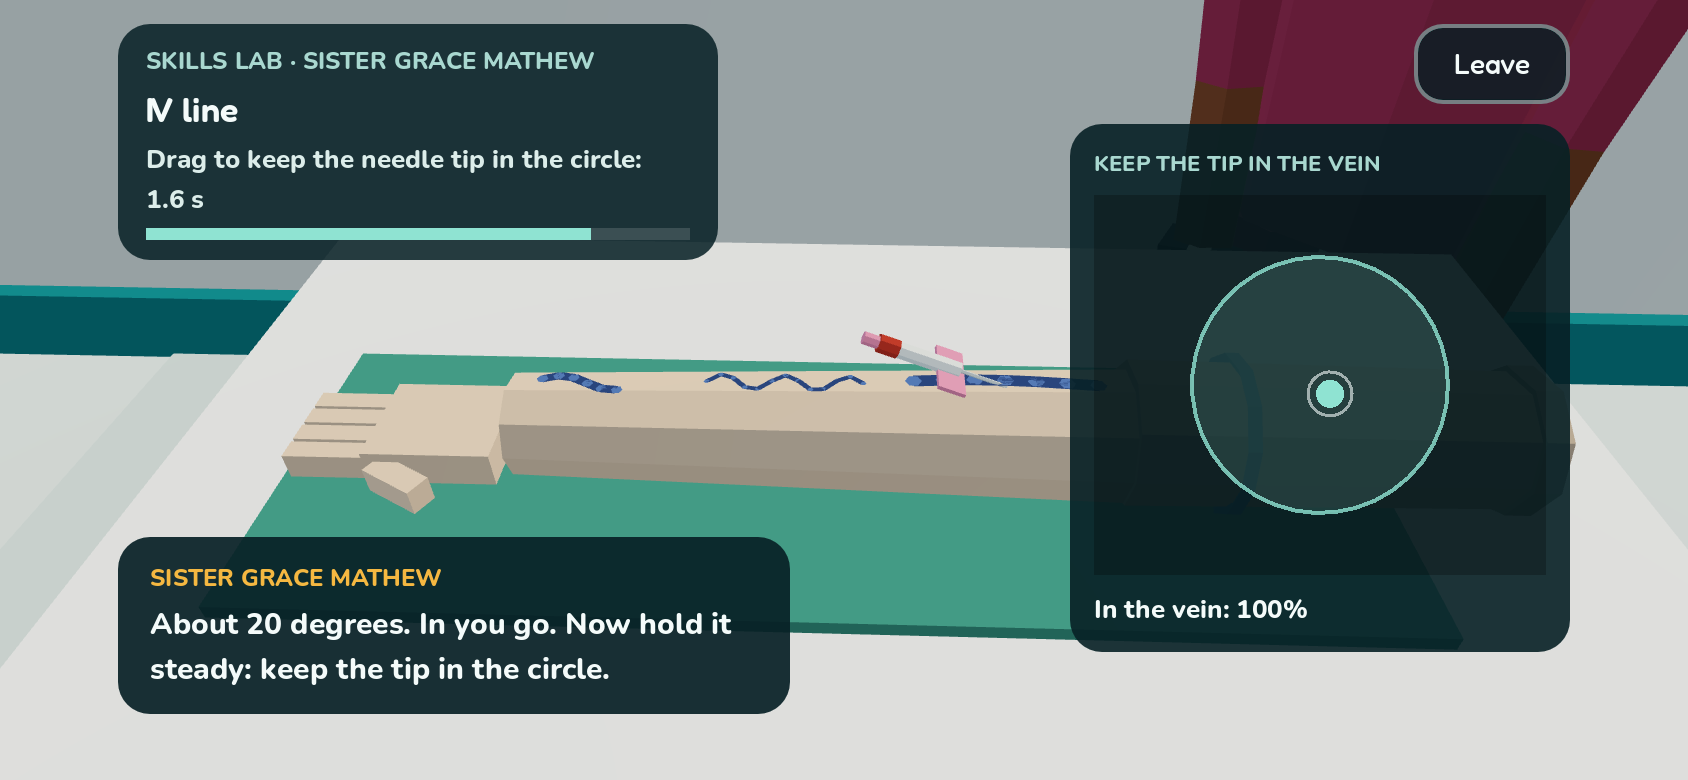 SKILLS LAB · SISTER GRACE MATHEW
IV line
Drag to keep the needle tip in the circle:
1.6 s
Leave
KEEP THE TIP IN THE VEIN
In the vein: 100%
SISTER GRACE MATHEW
About 20 degrees. In you go. Now hold it
steady: keep the tip in the circle.